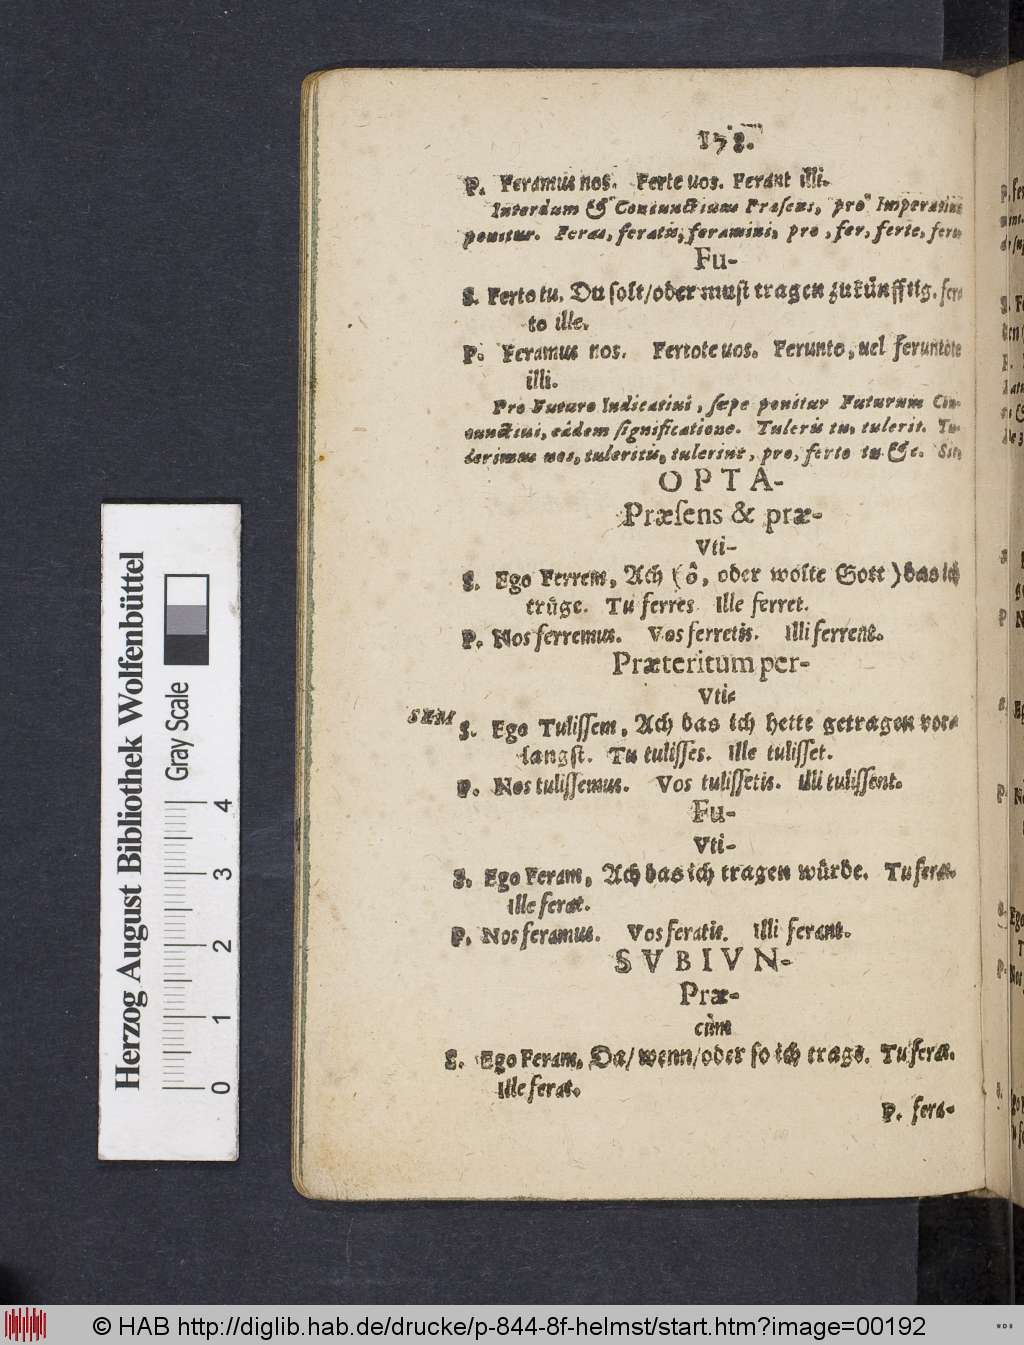 178.
P. Feramus nos. Ferte uos. Ferant illi.
Interdum & Coniunctiuum Præsens, pro Imperatiuo
ponitur. Feras, feratis, feramini, pro, fer, ferte, feri
Fu-
S. Ferto tu. Du solt/oder must tragen zukünfftig. fer
to ille.
P. Feramus nos. Fertote uos. Ferunto, uel feruntote
illi.
Pro Futuro Indicatiui, sæpe ponitur Futurum Con-
iunctiui, eâdem significatione. Tuleris tu, tulerit. Tu-
lerimus nos, tuleritis, tulerint, pro, ferto tu &c. Sit,
OPTA-
Præsens & præ-
Vti-
S. Ego Ferrem, Ach (ô, oder wolte Gott) das ich
trüge. Tu ferres Ille ferret.
P. Nos ferremus. Vos ferretis. Illi ferrent.
Præteritum per-
Vti-
SEM
S. Ego Tulissem, Ach das ich hette getragen vor-
langst. Tu tulisses. Ille tulisset.
P. Nos tulissemus. Vos tulissetis. Illi tulissent.
Fu-
Vti-
S. Ego Feram, Ach das ich tragen würde. Tu feras.
Ille ferat.
P. Nos feramus. Vos feratis. Illi ferant.
SVBIVN-
Præ-
cùm
S. Ego Feram, Da/wenn/oder so ich trage. Tu feras.
Ille ferat.
P. fera-
Herzog August Bibliothek Wolfenbüttel
Gray Scale
0 1 2 3 4
© HAB http://diglib.hab.de/drucke/p-844-8f-helmst/start.htm?image=00192